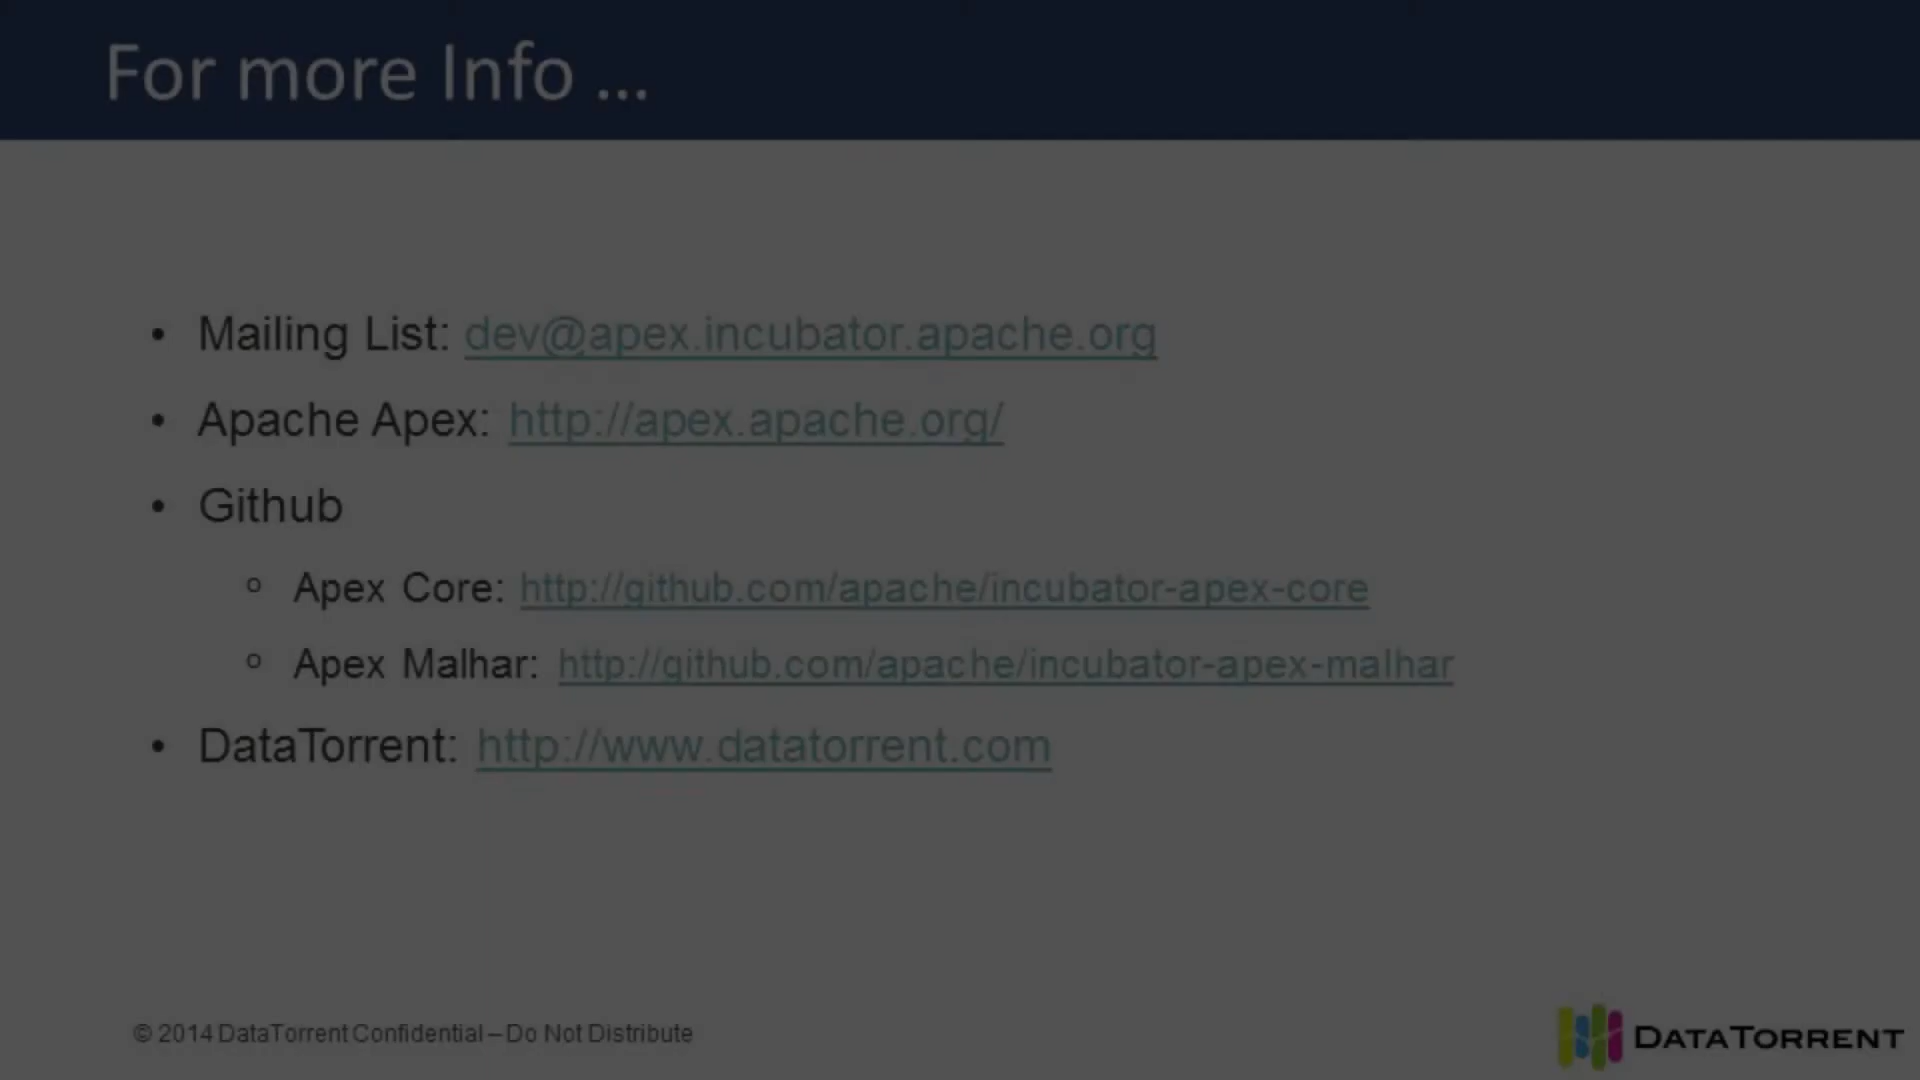 For more Info ...
• Mailing List: dev@apex.incubator.apache.org
• Apache Apex: http://apex.apache.org/
• Github
o Apex Core: http://github.com/apache/incubator-apex-core
o Apex Malhar: http://github.com/apache/incubator-apex-malhar
• DataTorrent: http://www.datatorrent.com
© 2014 DataTorrent Confidential – Do Not Distribute
DATATORRENT